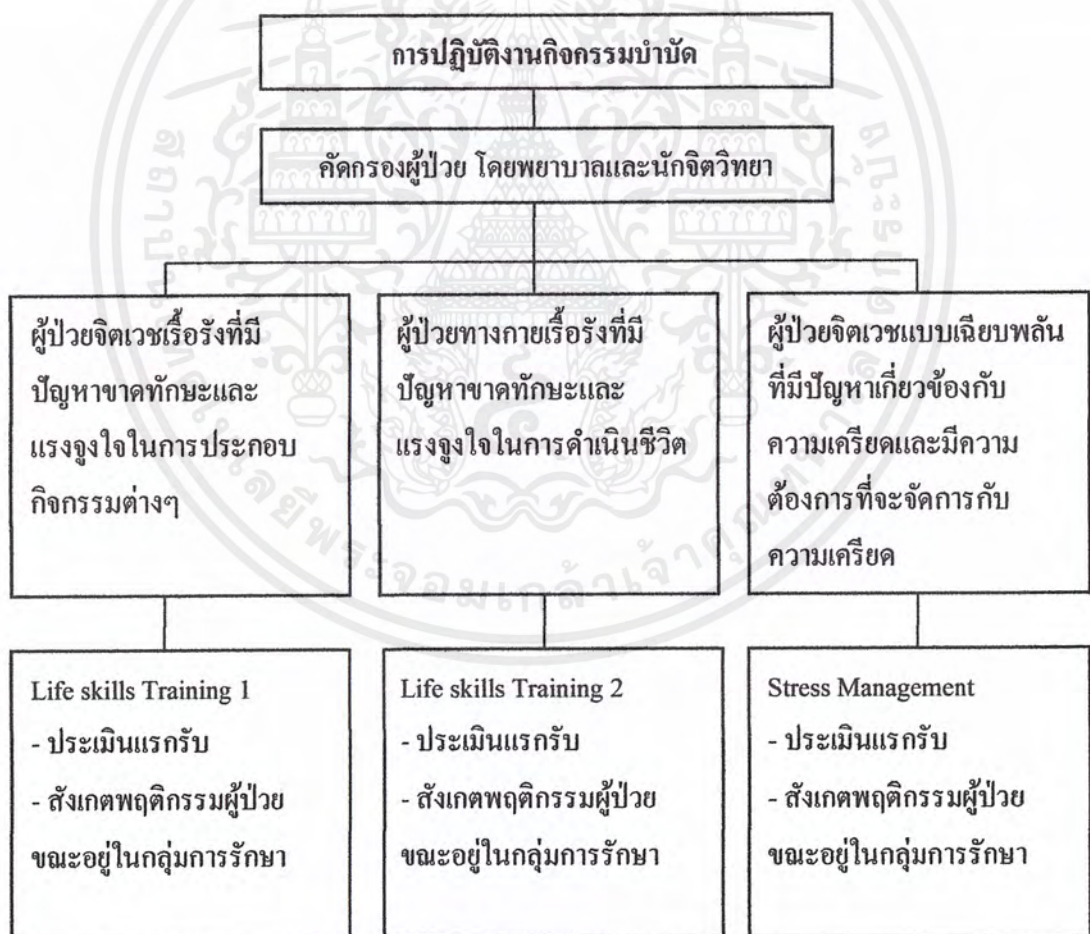 การปฏิบัติงานกิจกรรมบำบัด
คัดกรองผู้ป่วย โดยพยาบาลและนักจิตวิทยา
ผู้ป่วยจิตเวชเรื้อรังที่มี
ปัญหาขาดทักษะและ
แรงจูงใจในการประกอบ
กิจกรรมต่างๆ
ผู้ป่วยทางกายเรื้อรังที่มี
ปัญหาขาดทักษะและ
แรงจูงใจในการดำเนินชีวิต
ผู้ป่วยจิตเวชแบบเฉียบพลัน
ที่มีปัญหาเกี่ยวข้องกับ
ความเครียดและมีความ
ต้องการที่จะจัดการกับ
ความเครียด
Life skills Training 1
- ประเมินแรกรับ
- สังเกตพฤติกรรมผู้ป่วย
ขณะอยู่ในกลุ่มการรักษา
Life skills Training 2
- ประเมินแรกรับ
- สังเกตพฤติกรรมผู้ป่วย
ขณะอยู่ในกลุ่มการรักษา
Stress Management
- ประเมินแรกรับ
- สังเกตพฤติกรรมผู้ป่วย
ขณะอยู่ในกลุ่มการรักษา